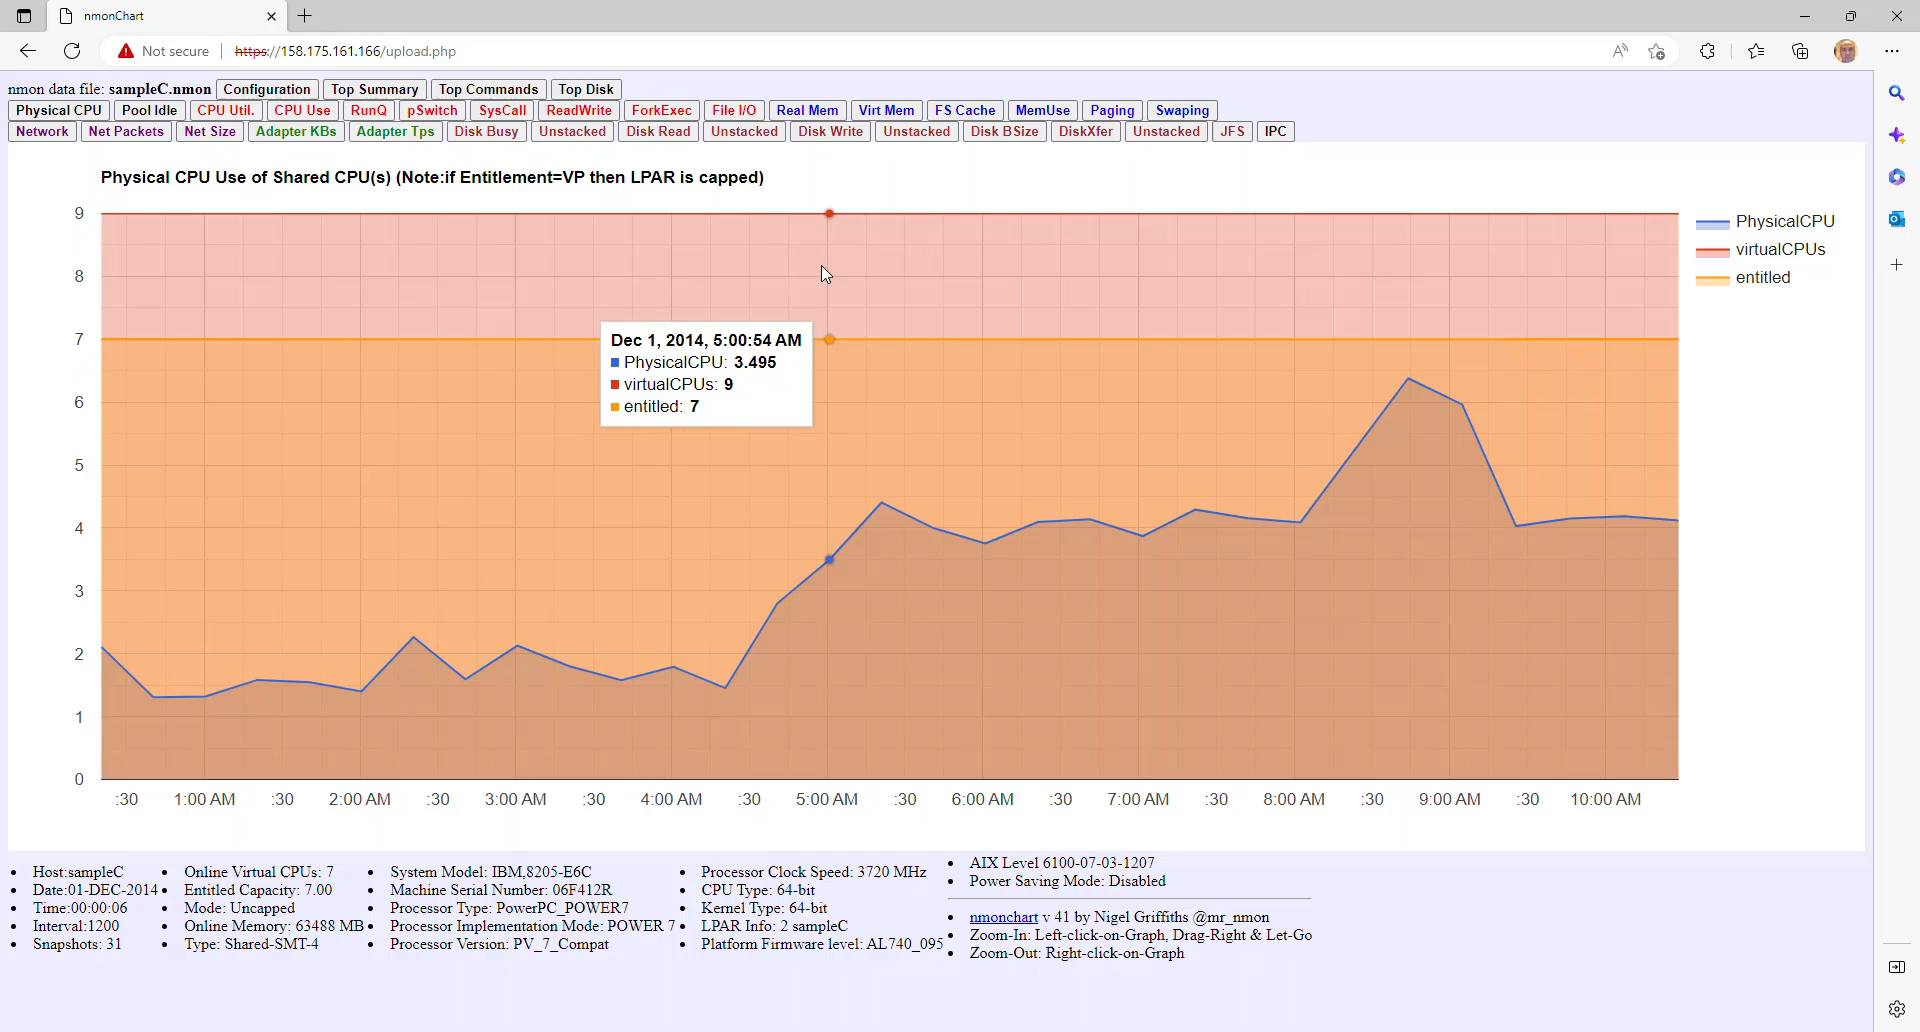 nmonChart
Not secure https://158.175.161.166/upload.php
nmon data file: sampleC.nmon Configuration Top Summary Top Commands Top Disk
Physical CPU Pool Idle CPU Util. CPU Use RunQ pSwitch SysCall ReadWrite ForkExec File I/O Real Mem Virt Mem FS Cache MemUse Paging Swaping
Network Net Packets Net Size Adapter KBs Adapter Tps Disk Busy Unstacked Disk Read Unstacked Disk Write Unstacked Disk BSize DiskXfer Unstacked JFS IPC
Physical CPU Use of Shared CPU(s) (Note:if Entitlement=VP then LPAR is capped)
9
8
7
6
5
4
3
2
1
0
PhysicalCPU
virtualCPUs
entitled
Dec 1, 2014, 5:00:54 AM
PhysicalCPU: 3.495
virtualCPUs: 9
entitled: 7
:30 1:00 AM :30 2:00 AM :30 3:00 AM :30 4:00 AM :30 5:00 AM :30 6:00 AM :30 7:00 AM :30 8:00 AM :30 9:00 AM :30 10:00 AM
Host:sampleC
Date:01-DEC-2014
Time:00:00:06
Interval:1200
Snapshots: 31
Online Virtual CPUs: 7
Entitled Capacity: 7.00
Mode: Uncapped
Online Memory: 63488 MB
Type: Shared-SMT-4
System Model: IBM,8205-E6C
Machine Serial Number: 06F412R
Processor Type: PowerPC_POWER7
Processor Implementation Mode: POWER 7
Processor Version: PV_7_Compat
Processor Clock Speed: 3720 MHz
CPU Type: 64-bit
Kernel Type: 64-bit
LPAR Info: 2 sampleC
Platform Firmware level: AL740_095
AIX Level 6100-07-03-1207
Power Saving Mode: Disabled
nmonchart v 41 by Nigel Griffiths @mr_nmon
Zoom-In: Left-click-on-Graph, Drag-Right & Let-Go
Zoom-Out: Right-click-on-Graph